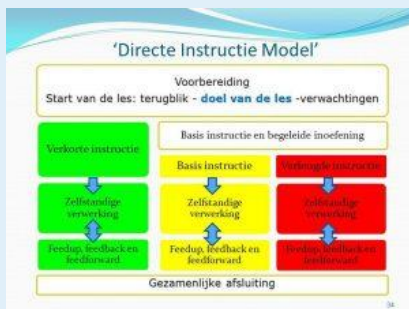 ‘Directe Instructie Model’
Voorbereiding
Start van de les: terugblik - doel van de les -verwachtingen
Verkorte instructie
Basis instructie en begeleide inoefening
Basis instructie
Verlengde instructie
Zelfstandige
verwerking
Zelfstandige
verwerking
Zelfstandige
verwerking
Feedup, feedback en
feedforward
Feedup, feedback en
feedforward
Feedup, feedback en
feedforward
Gezamenlijke afsluiting